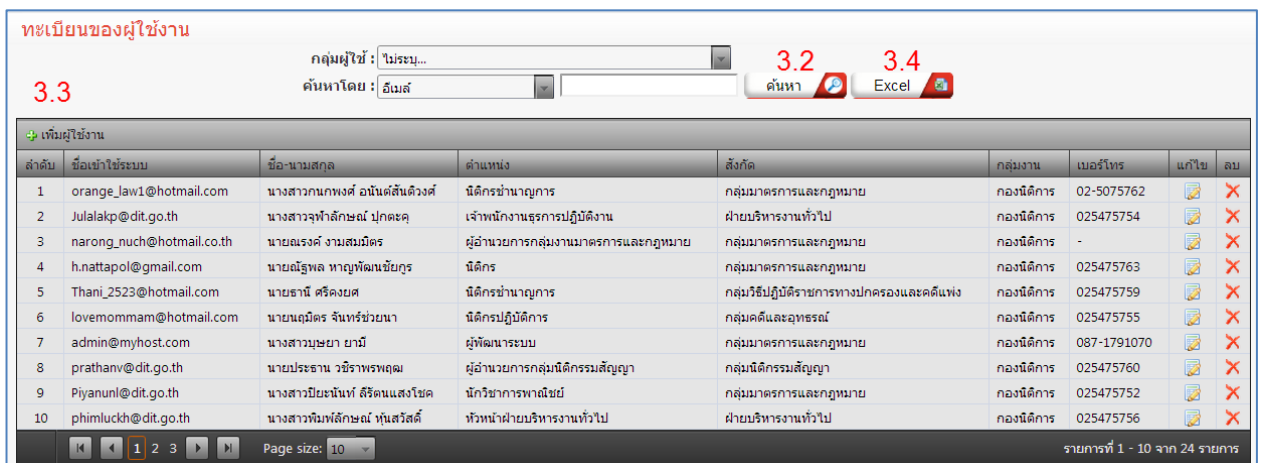 ทะเบียนของผู้ใช้งาน
กลุ่มผู้ใช้ : ไม่ระบุ...
3.2 3.4
3.3 ค้นหาโดย : อีเมล์ ค้นหา Excel
เพิ่มผู้ใช้งาน
ลำดับ ชื่อเข้าใช้ระบบ ชื่อ-นามสกุล ตำแหน่ง สังกัด กลุ่มงาน เบอร์โทร แก้ไข ลบ
1 orange_law1@hotmail.com นางสาวกนกพงศ์ อนันต์สันติวงศ์ นิติกรชำนาญการ กลุ่มมาตรการและกฎหมาย กองนิติการ 02-5075762
2 Julalakp@dit.go.th นางสาวจุฬาลักษณ์ ปุกตะคุ เจ้าพนักงานธุรการปฏิบัติงาน ฝ่ายบริหารงานทั่วไป กองนิติการ 025475754
3 narong_nuch@hotmail.co.th นายณรงค์ งามสมมิตร ผู้อำนวยการกลุ่มงานมาตรการและกฎหมาย กลุ่มมาตรการและกฎหมาย กองนิติการ -
4 h.nattapol@gmail.com นายณัฐพล หาญพัฒนชัยกูร นิติกร กลุ่มมาตรการและกฎหมาย กองนิติการ 025475763
5 Thani_2523@hotmail.com นายธานี ศรีคงยศ นิติกรชำนาญการ กลุ่มวิธีปฏิบัติราชการทางปกครองและคดีแพ่ง กองนิติการ 025475759
6 lovemommam@hotmail.com นายนฤมิตร จันทร์ช่วยนา นิติกรปฏิบัติการ กลุ่มคดีและอุทธรณ์ กองนิติการ 025475755
7 admin@myhost.com นางสาวบุษยา ยามี ผู้พัฒนาระบบ กลุ่มมาตรการและกฎหมาย กองนิติการ 087-1791070
8 prathanv@dit.go.th นายประธาน วชิราพรพฤฒ ผู้อำนวยการกลุ่มนิติกรรมสัญญา กลุ่มนิติกรรมสัญญา กองนิติการ 025475760
9 Piyanunl@dit.go.th นางสาวปิยะนันท์ ลีรัตนแสงโชค นักวิชาการพาณิชย์ กลุ่มมาตรการและกฎหมาย กองนิติการ 025475752
10 phimluckh@dit.go.th นางสาวพิมพ์ลักษณ์ หุ่นสวัสดิ์ หัวหน้าฝ่ายบริหารงานทั่วไป ฝ่ายบริหารงานทั่วไป กองนิติการ 025475756
1 2 3 Page size: 10 รายการที่ 1 - 10 จาก 24 รายการ